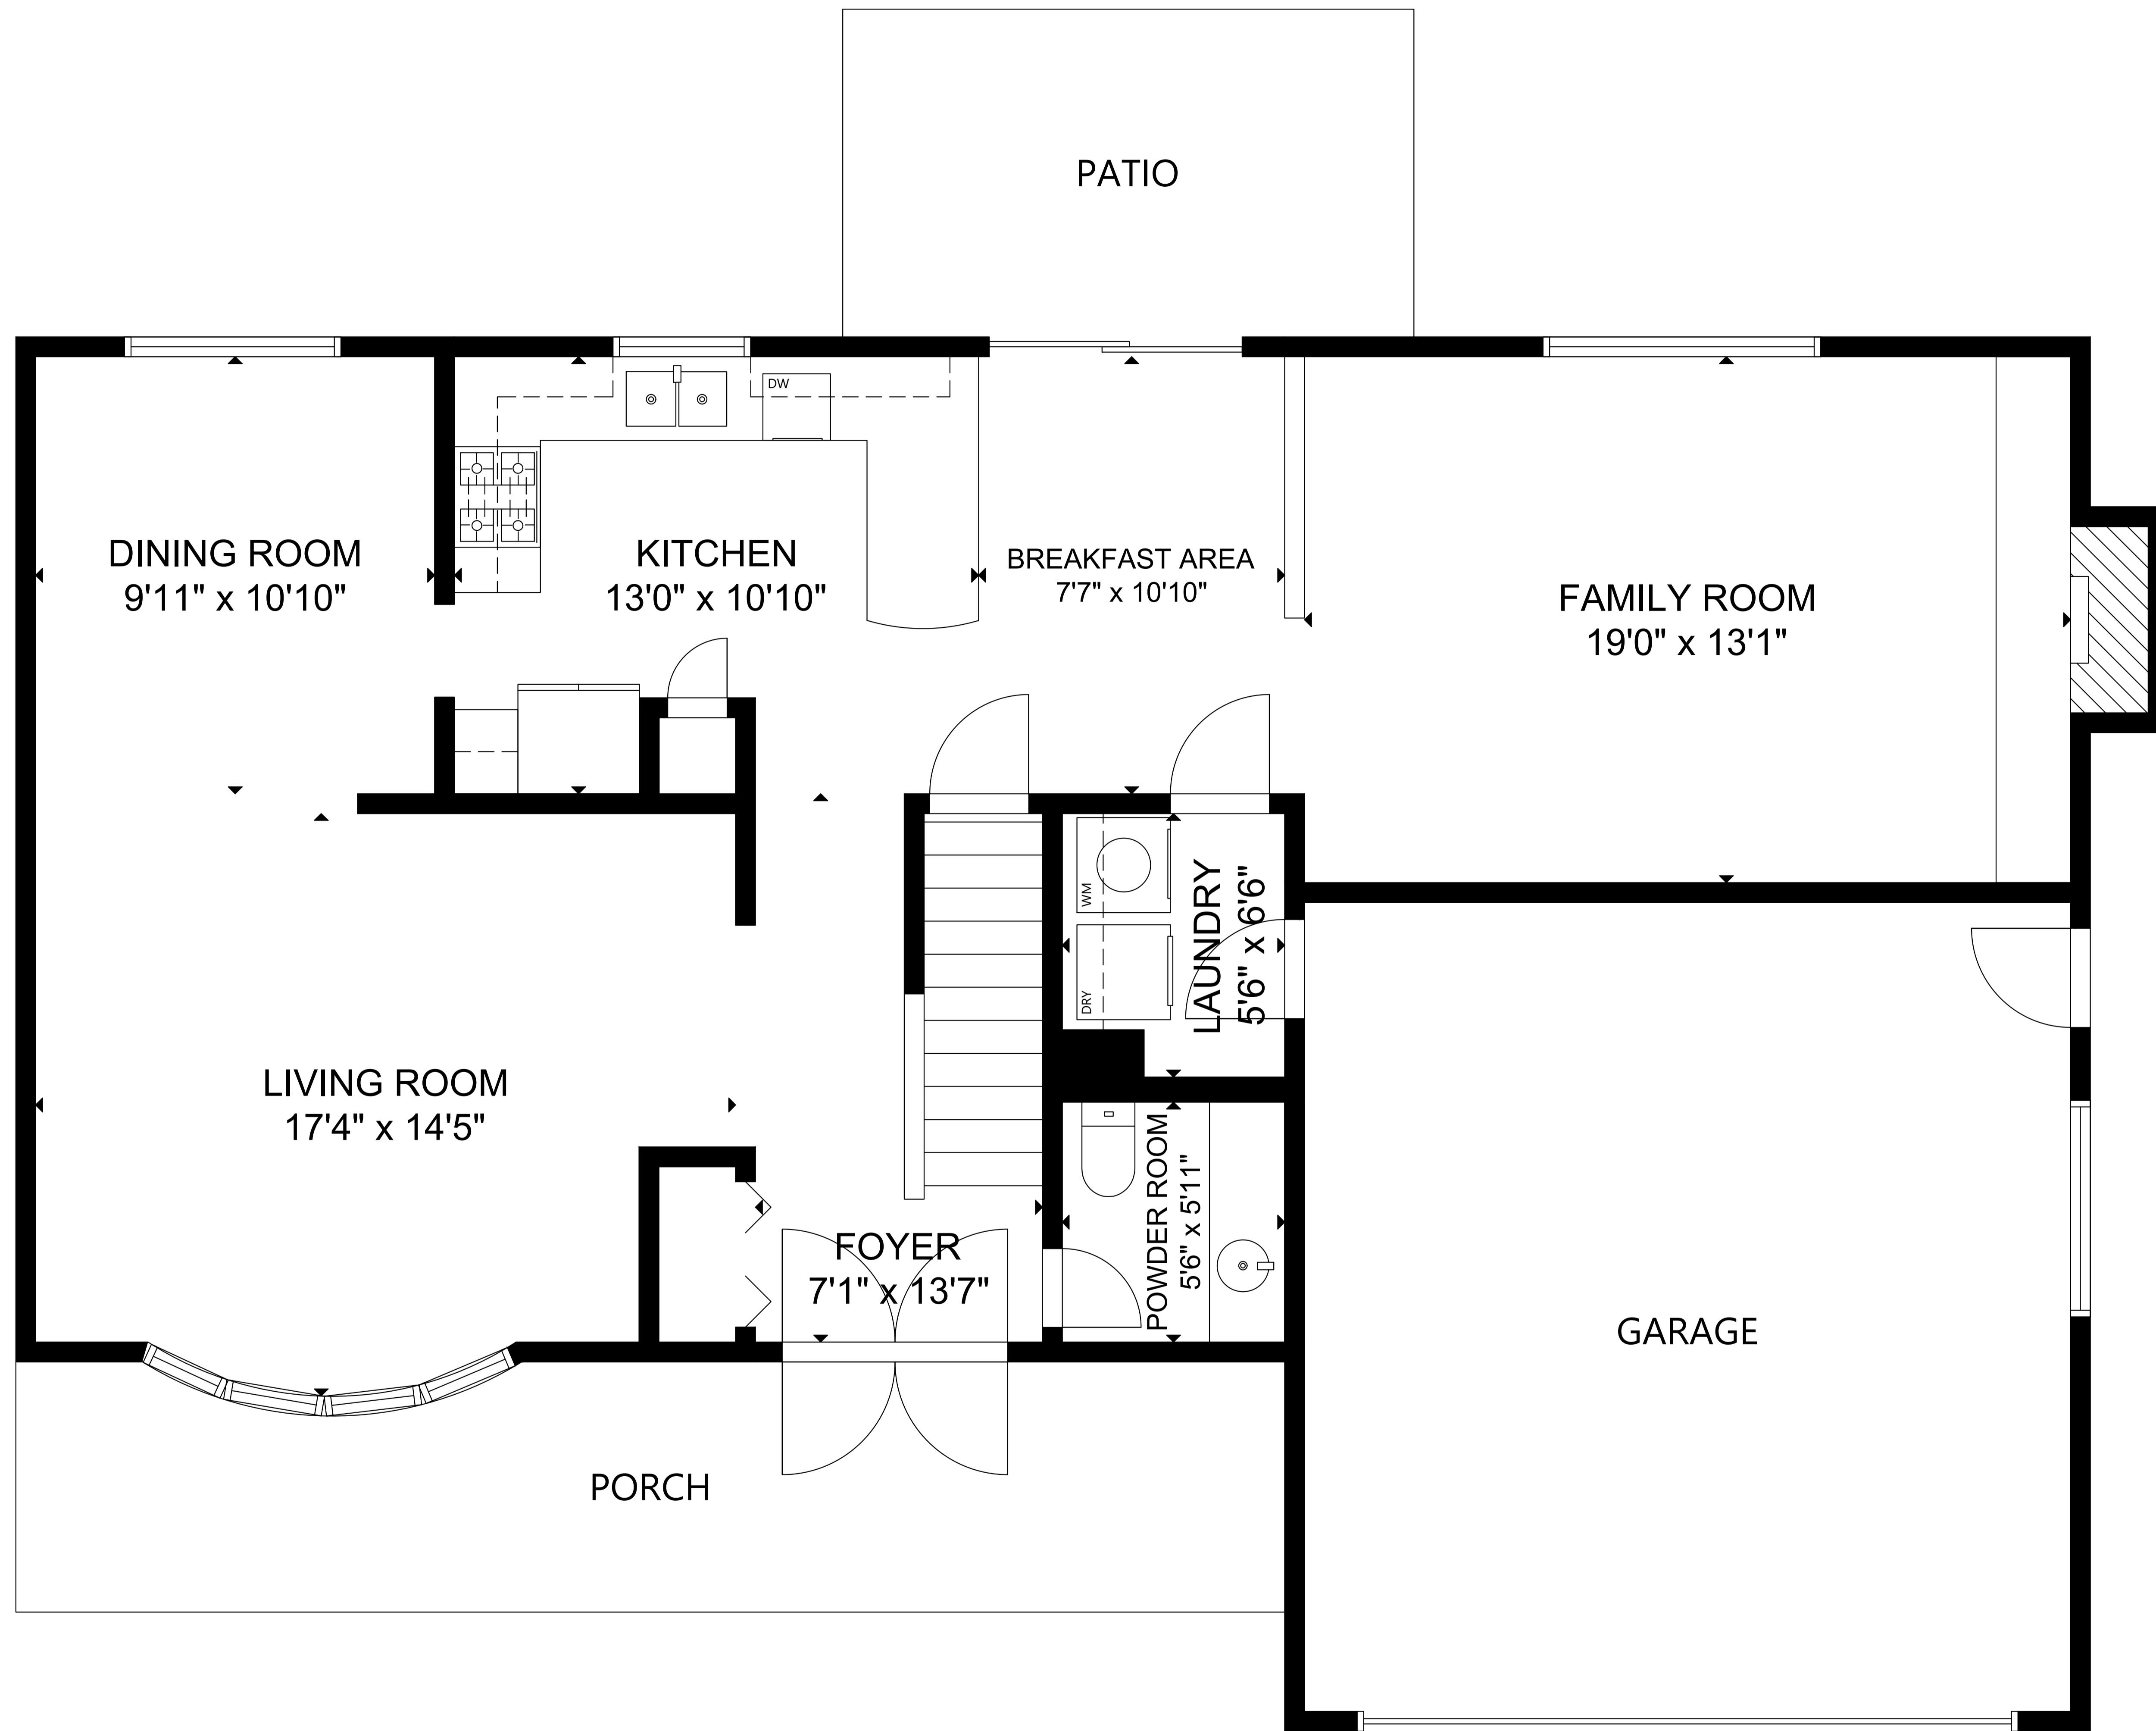 PATIO
DW
DINING ROOM
9'11" x 10'10"
KITCHEN
13'0" x 10'10"
BREAKFAST AREA
7'7" x 10'10"
FAMILY ROOM
19'0" x 13'1"
WM
DRY
LAUNDRY
5'6" x 6'6"
LIVING ROOM
17'4" x 14'5"
POWDER ROOM
5'6" x 5'11"
FOYER
7'1" x 13'7"
GARAGE
PORCH